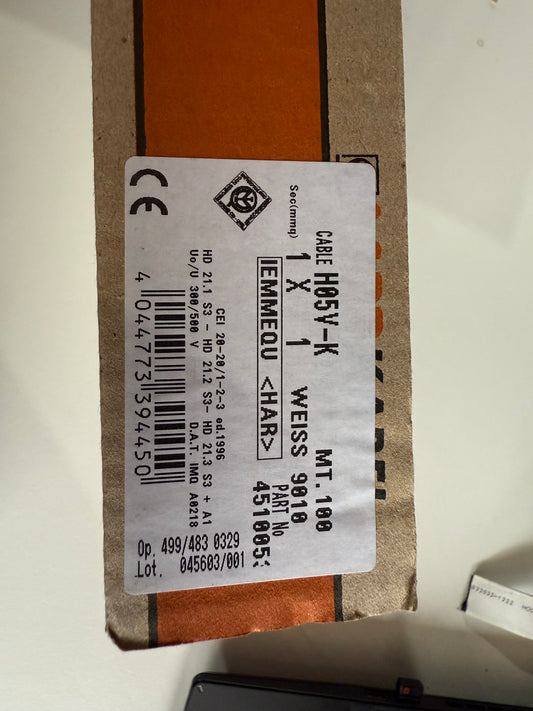 CABLE H05V-K MT.100
Sec(mmq) 1 X 1 WEISS 9010
IEMMEQU <HAR> PART No
CEI 20-20/1-2-3 ed.1996
HD 21.1 S3 - HD 21.2 S3- HD 21.3 S3 + A1
Uo/U 300/500 V D.A.T. IMQ A0218
CE
4 044773 394450
Op. 499/483 0329
Lot. 045603/001